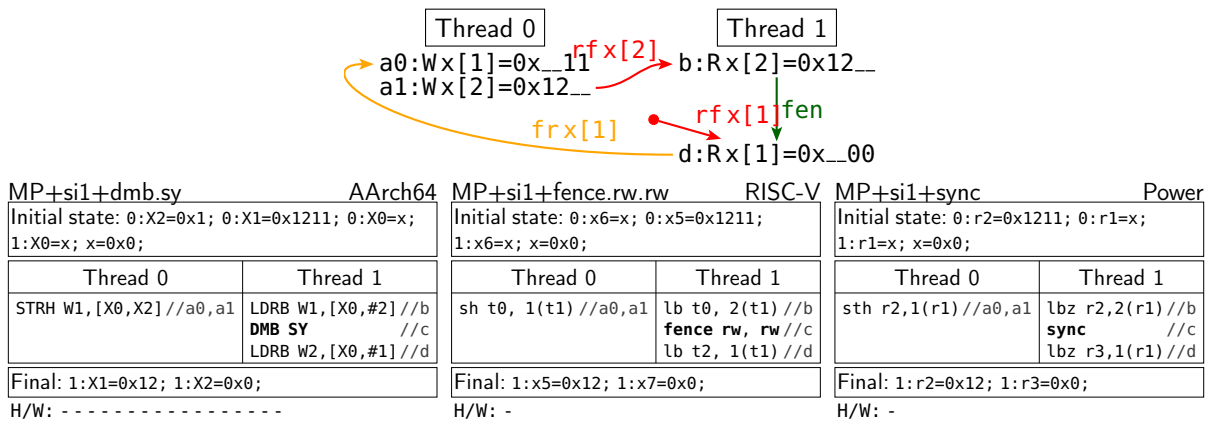 Thread 0
Thread 1
rf x[2]
a0:W x[1]=0x__11
b:R x[2]=0x12__
a1:W x[2]=0x12__
rf x[1]
fen
fr x[1]
d:R x[1]=0x__00
MP+si1+dmb.sy AArch64
Initial state: 0:X2=0x1; 0:X1=0x1211; 0:X0=x;
1:X0=x; x=0x0;
Thread 0 Thread 1
STRH W1,[X0,X2]//a0,a1 LDRB W1,[X0,#2]//b
DMB SY //c
LDRB W2,[X0,#1]//d
Final: 1:X1=0x12; 1:X2=0x0;
H/W: - - - - - - - - - - - - - - - - -
MP+si1+fence.rw.rw RISC-V
Initial state: 0:x6=x; 0:x5=0x1211;
1:x6=x; x=0x0;
Thread 0 Thread 1
sh t0, 1(t1)//a0,a1 lb t0, 2(t1)//b
fence rw, rw//c
lb t2, 1(t1)//d
Final: 1:x5=0x12; 1:x7=0x0;
H/W: -
MP+si1+sync Power
Initial state: 0:r2=0x1211; 0:r1=x;
1:r1=x; x=0x0;
Thread 0 Thread 1
sth r2,1(r1)//a0,a1 lbz r2,2(r1)//b
sync //c
lbz r3,1(r1)//d
Final: 1:r2=0x12; 1:r3=0x0;
H/W: -